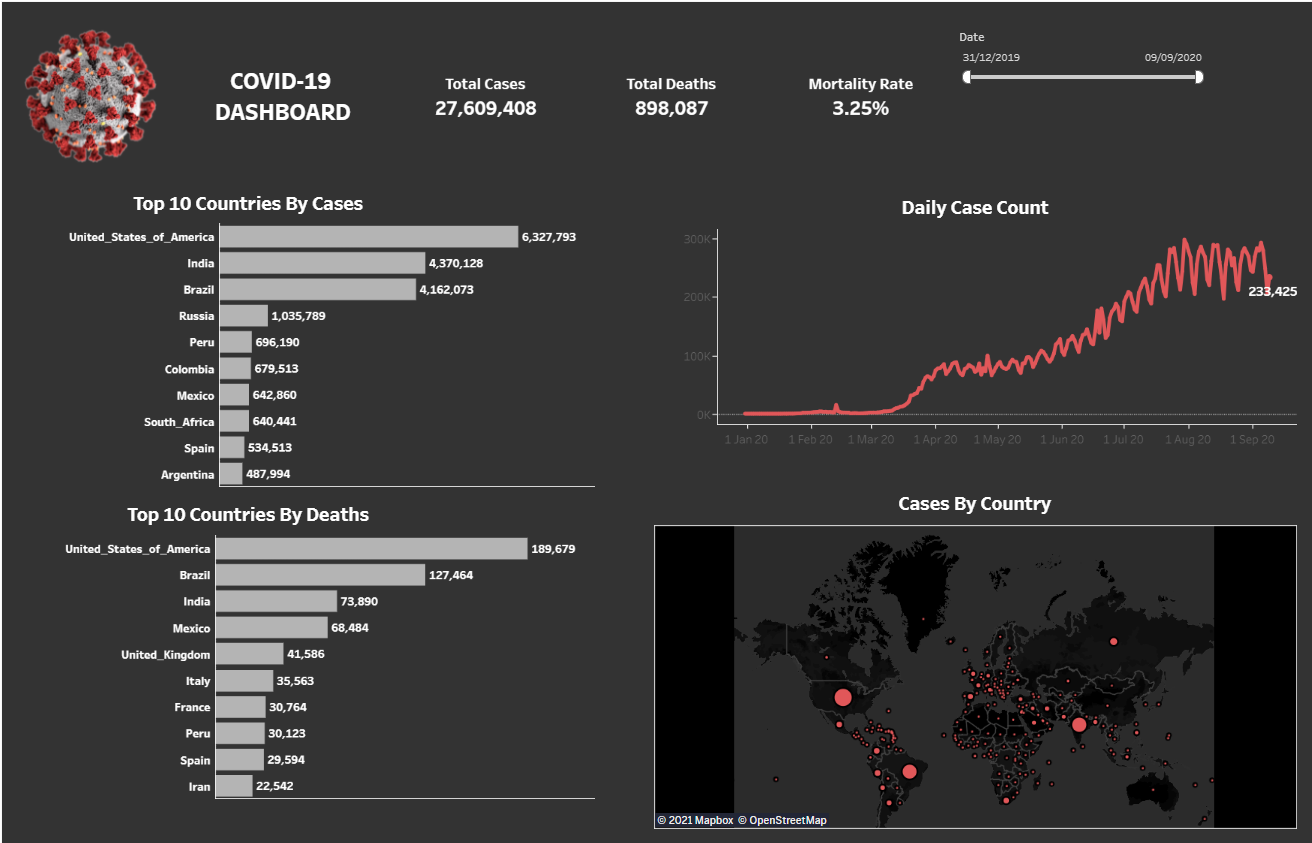 COVID-19
DASHBOARD
Total Cases
27,609,408
Total Deaths
898,087
Mortality Rate
3.25%
Date
31/12/2019 09/09/2020
Top 10 Countries By Cases
United_States_of_America 6,327,793
India 4,370,128
Brazil 4,162,073
Russia 1,035,789
Peru 696,190
Colombia 679,513
Mexico 642,860
South_Africa 640,441
Spain 534,513
Argentina 487,994
Daily Case Count
300K
200K
100K
0K
233,425
1 Jan 20 1 Feb 20 1 Mar 20 1 Apr 20 1 May 20 1 Jun 20 1 Jul 20 1 Aug 20 1 Sep 20
Top 10 Countries By Deaths
United_States_of_America 189,679
Brazil 127,464
India 73,890
Mexico 68,484
United_Kingdom 41,586
Italy 35,563
France 30,764
Peru 30,123
Spain 29,594
Iran 22,542
Cases By Country
© 2021 Mapbox © OpenStreetMap